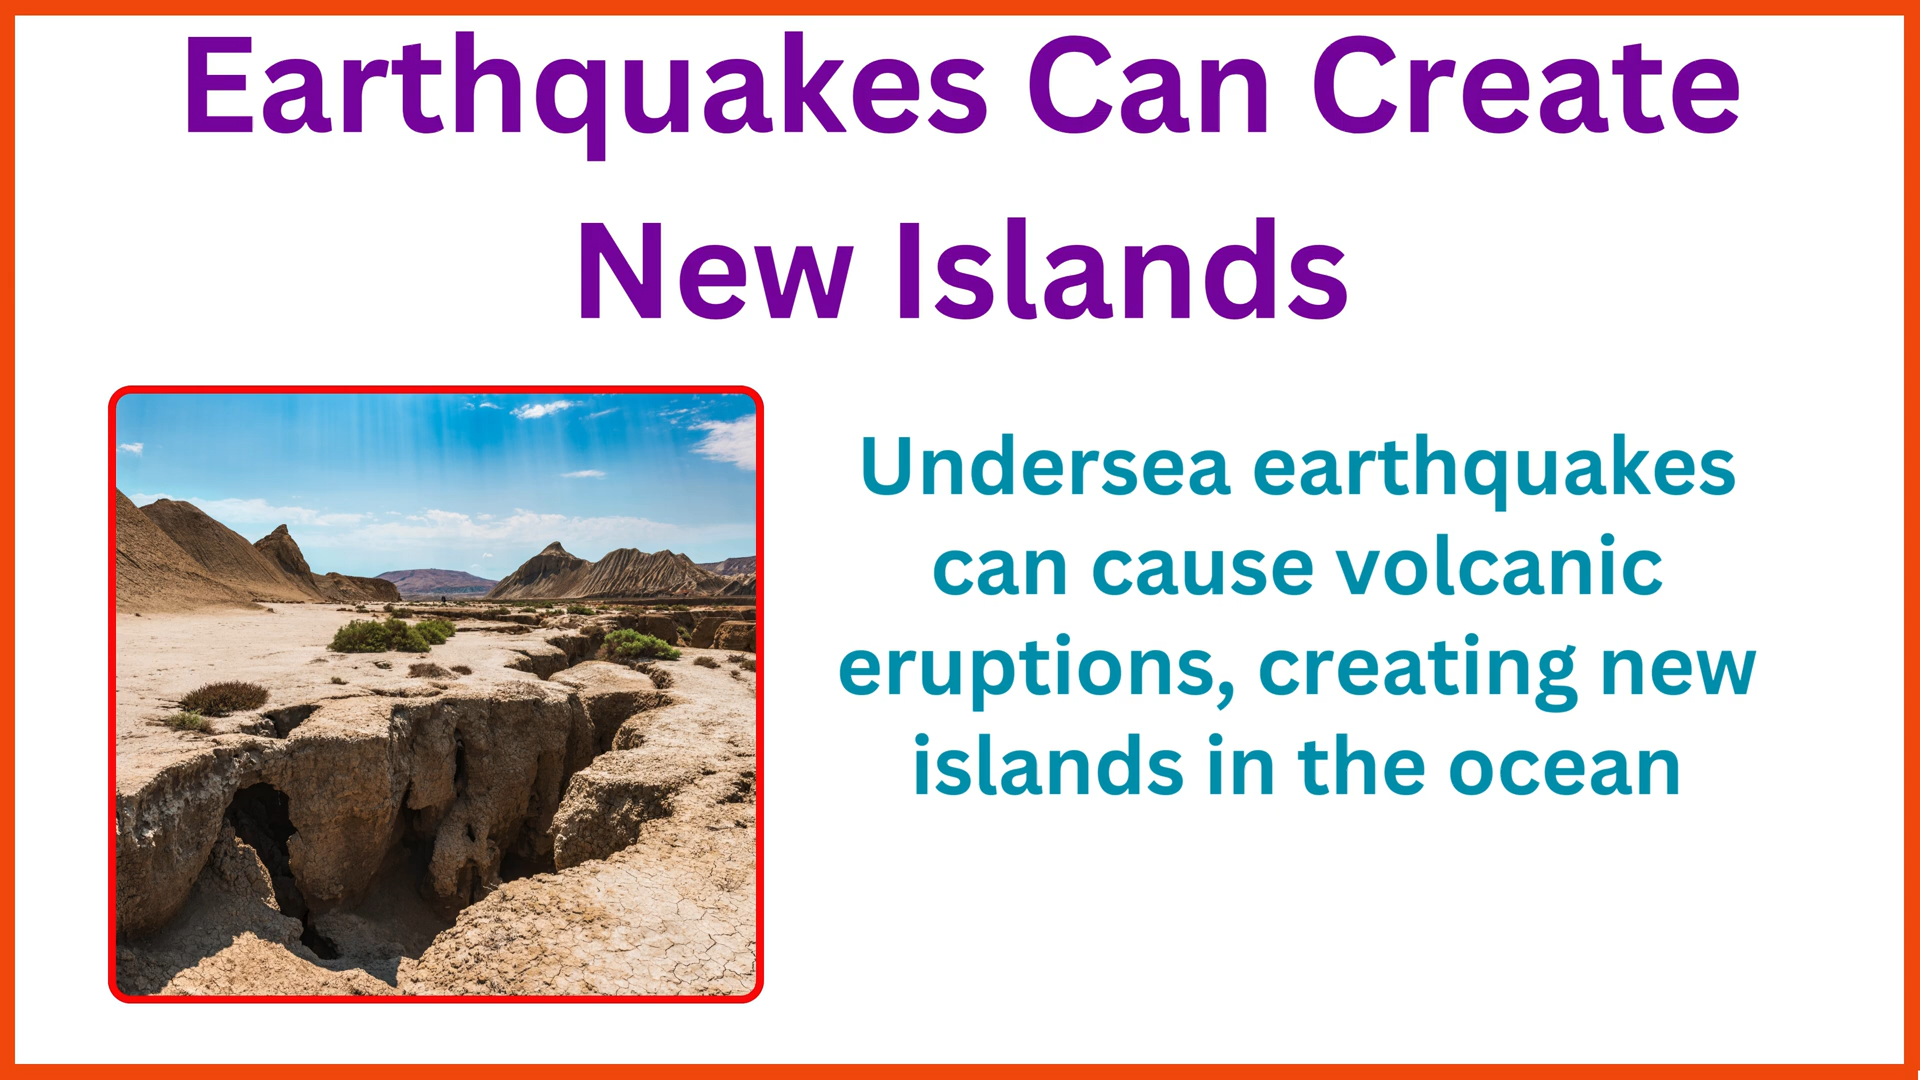 Earthquakes Can Create
New Islands
Undersea earthquakes
can cause volcanic
eruptions, creating new
islands in the ocean